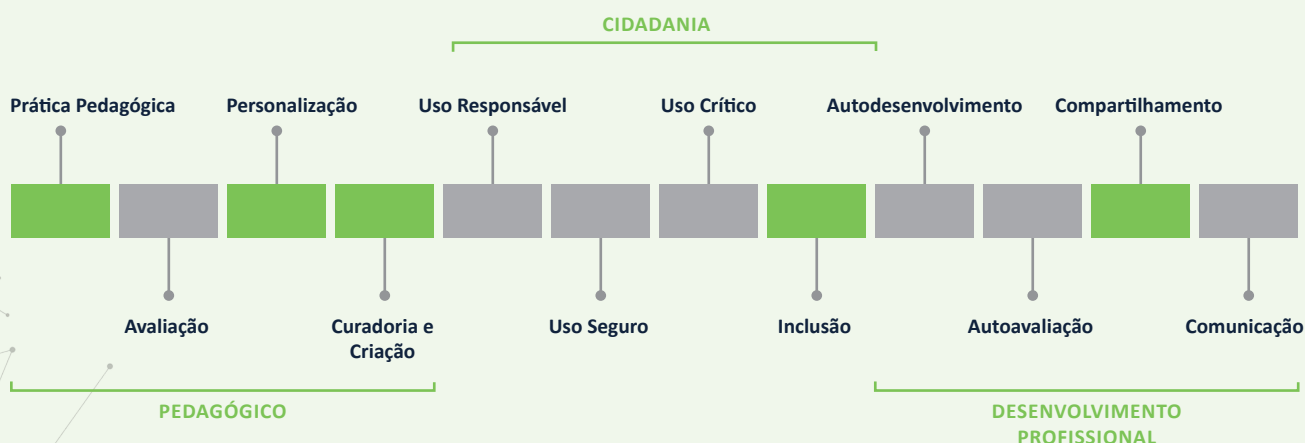 CIDADANIA
Prática Pedagógica
Personalização
Uso Responsável
Uso Crítico
Autodesenvolvimento
Compartilhamento
Avaliação
Curadoria e
Criação
Uso Seguro
Inclusão
Autoavaliação
Comunicação
PEDAGÓGICO
DESENVOLVIMENTO
PROFISSIONAL